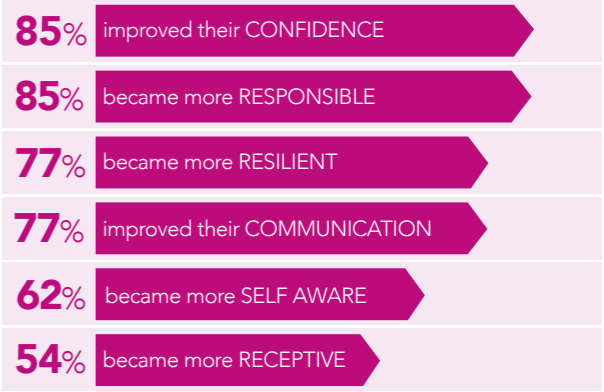 85% improved their CONFIDENCE
85% became more RESPONSIBLE
77% became more RESILIENT
77% improved their COMMUNICATION
62% became more SELF AWARE
54% became more RECEPTIVE